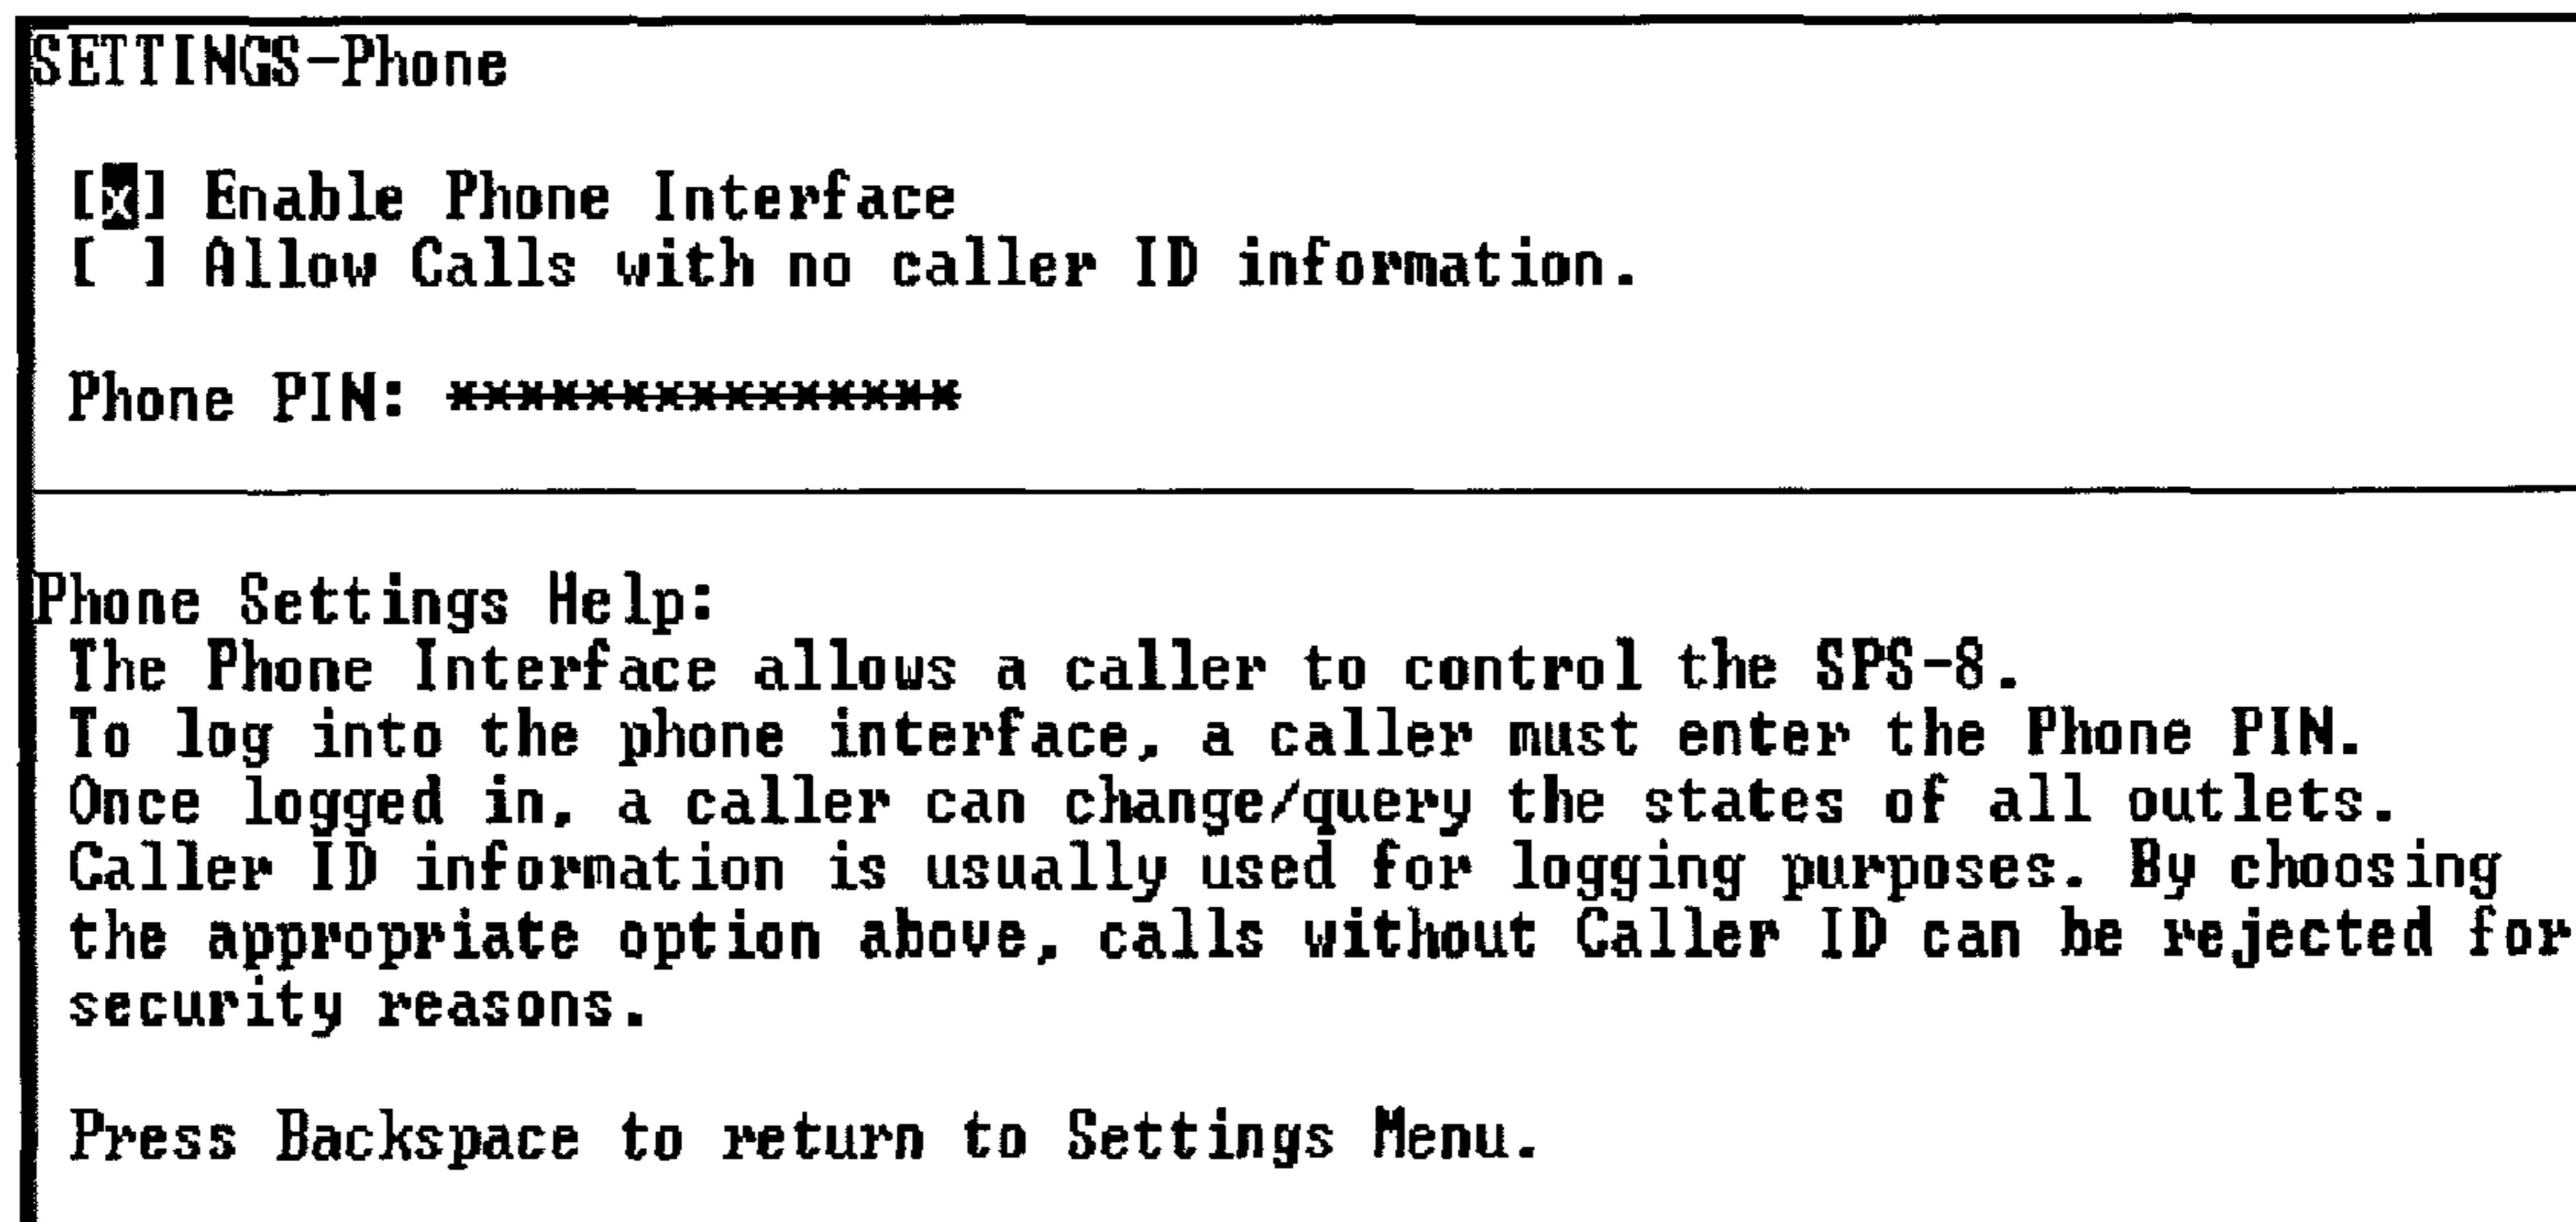 SETTINGS-Phone
[x] Enable Phone Interface
[ ] Allow Calls with no caller ID information.
Phone PIN: ***************
Phone Settings Help:
The Phone Interface allows a caller to control the SPS-8.
To log into the phone interface, a caller must enter the Phone PIN.
Once logged in, a caller can change/query the states of all outlets.
Caller ID information is usually used for logging purposes. By choosing
the appropriate option above, calls without Caller ID can be rejected for
security reasons.
Press Backspace to return to Settings Menu.